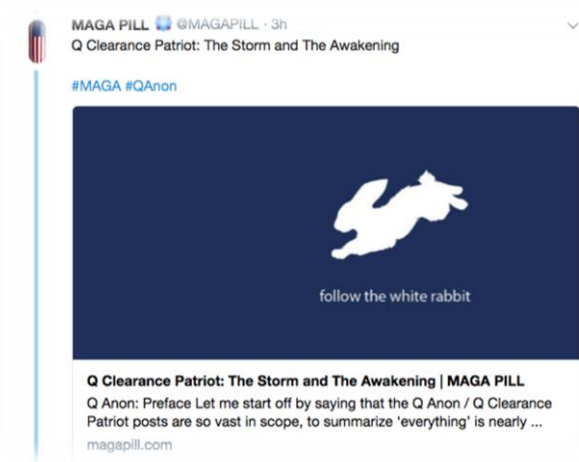 MAGA PILL @MAGAPILL · 3h
Q Clearance Patriot: The Storm and The Awakening
#MAGA #QAnon
follow the white rabbit
Q Clearance Patriot: The Storm and The Awakening | MAGA PILL
Q Anon: Preface Let me start off by saying that the Q Anon / Q Clearance
Patriot posts are so vast in scope, to summarize 'everything' is nearly ...
magapill.com